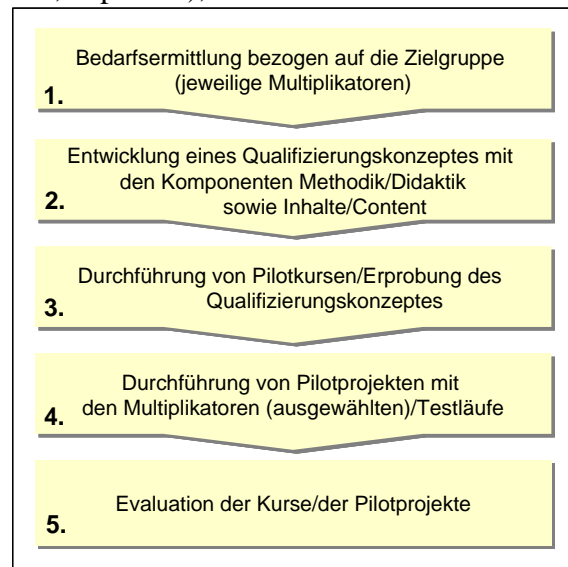 Bedarfsermittlung bezogen auf die Zielgruppe
(jeweilige Multiplikatoren)
1.
Entwicklung eines Qualifizierungskonzeptes mit
den Komponenten Methodik/Didaktik
2.
sowie Inhalte/Content
Durchführung von Pilotkursen/Erprobung des
Qualifizierungskonzeptes
3.
Durchführung von Pilotprojekten mit
4. den Multiplikatoren (ausgewählten)/Testläufe
Evaluation der Kurse/der Pilotprojekte
5.